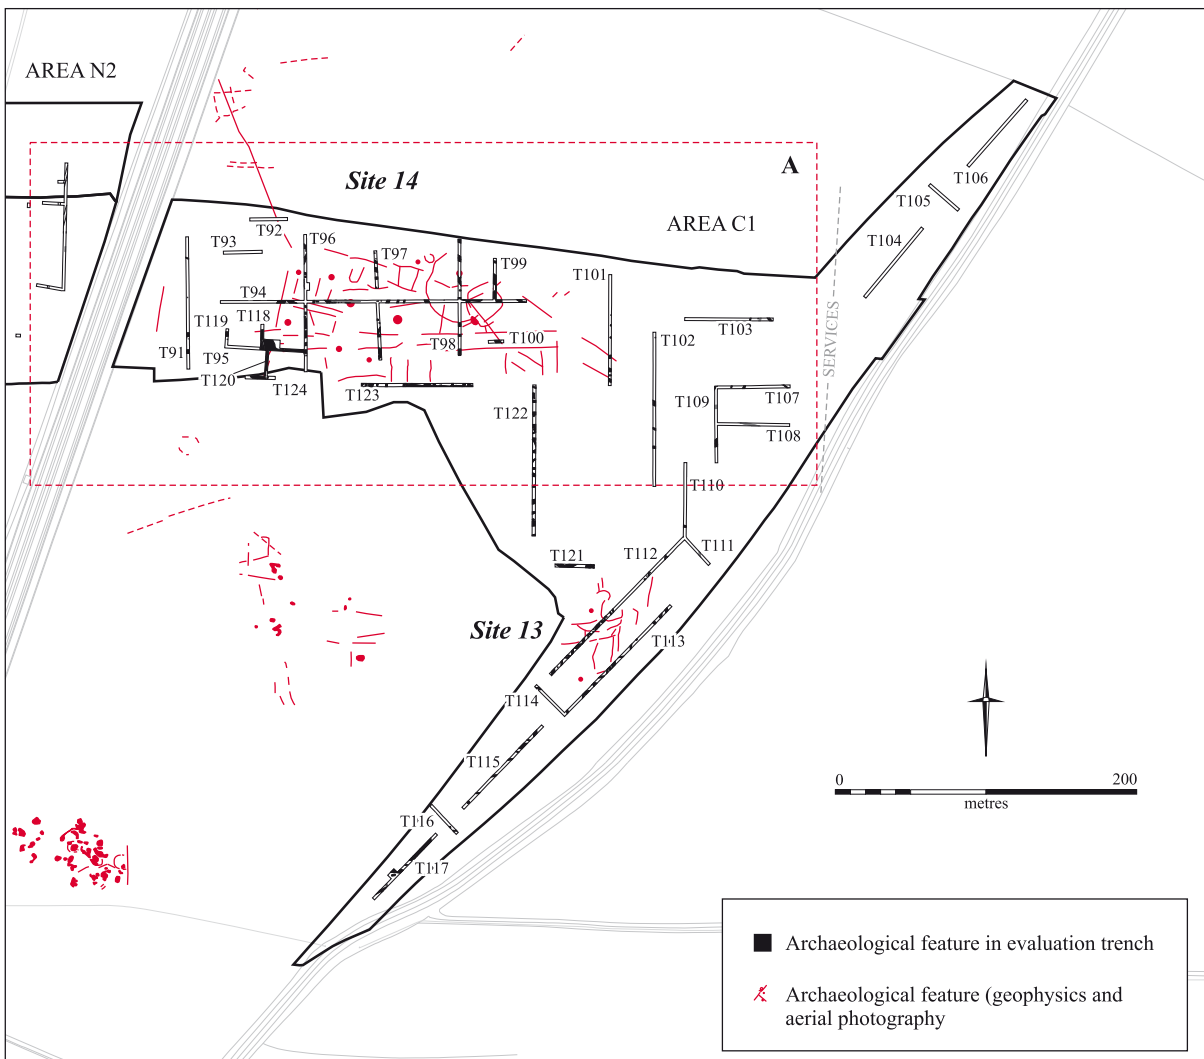 AREA N2
A
Site 14
T106
T105
AREA C1
T92
T104
T93
T96
T97
T99
T101
T94
T118
T119
T103
T102
T98
T100
T91
T95
SERVICES
T120
T124
T123
T109
T107
T122
T108
T110
T112
T111
T121
Site 13
T113
T114
T115
0
200
metres
T116
T117
Archaeological feature in evaluation trench
Archaeological feature (geophysics and
aerial photography